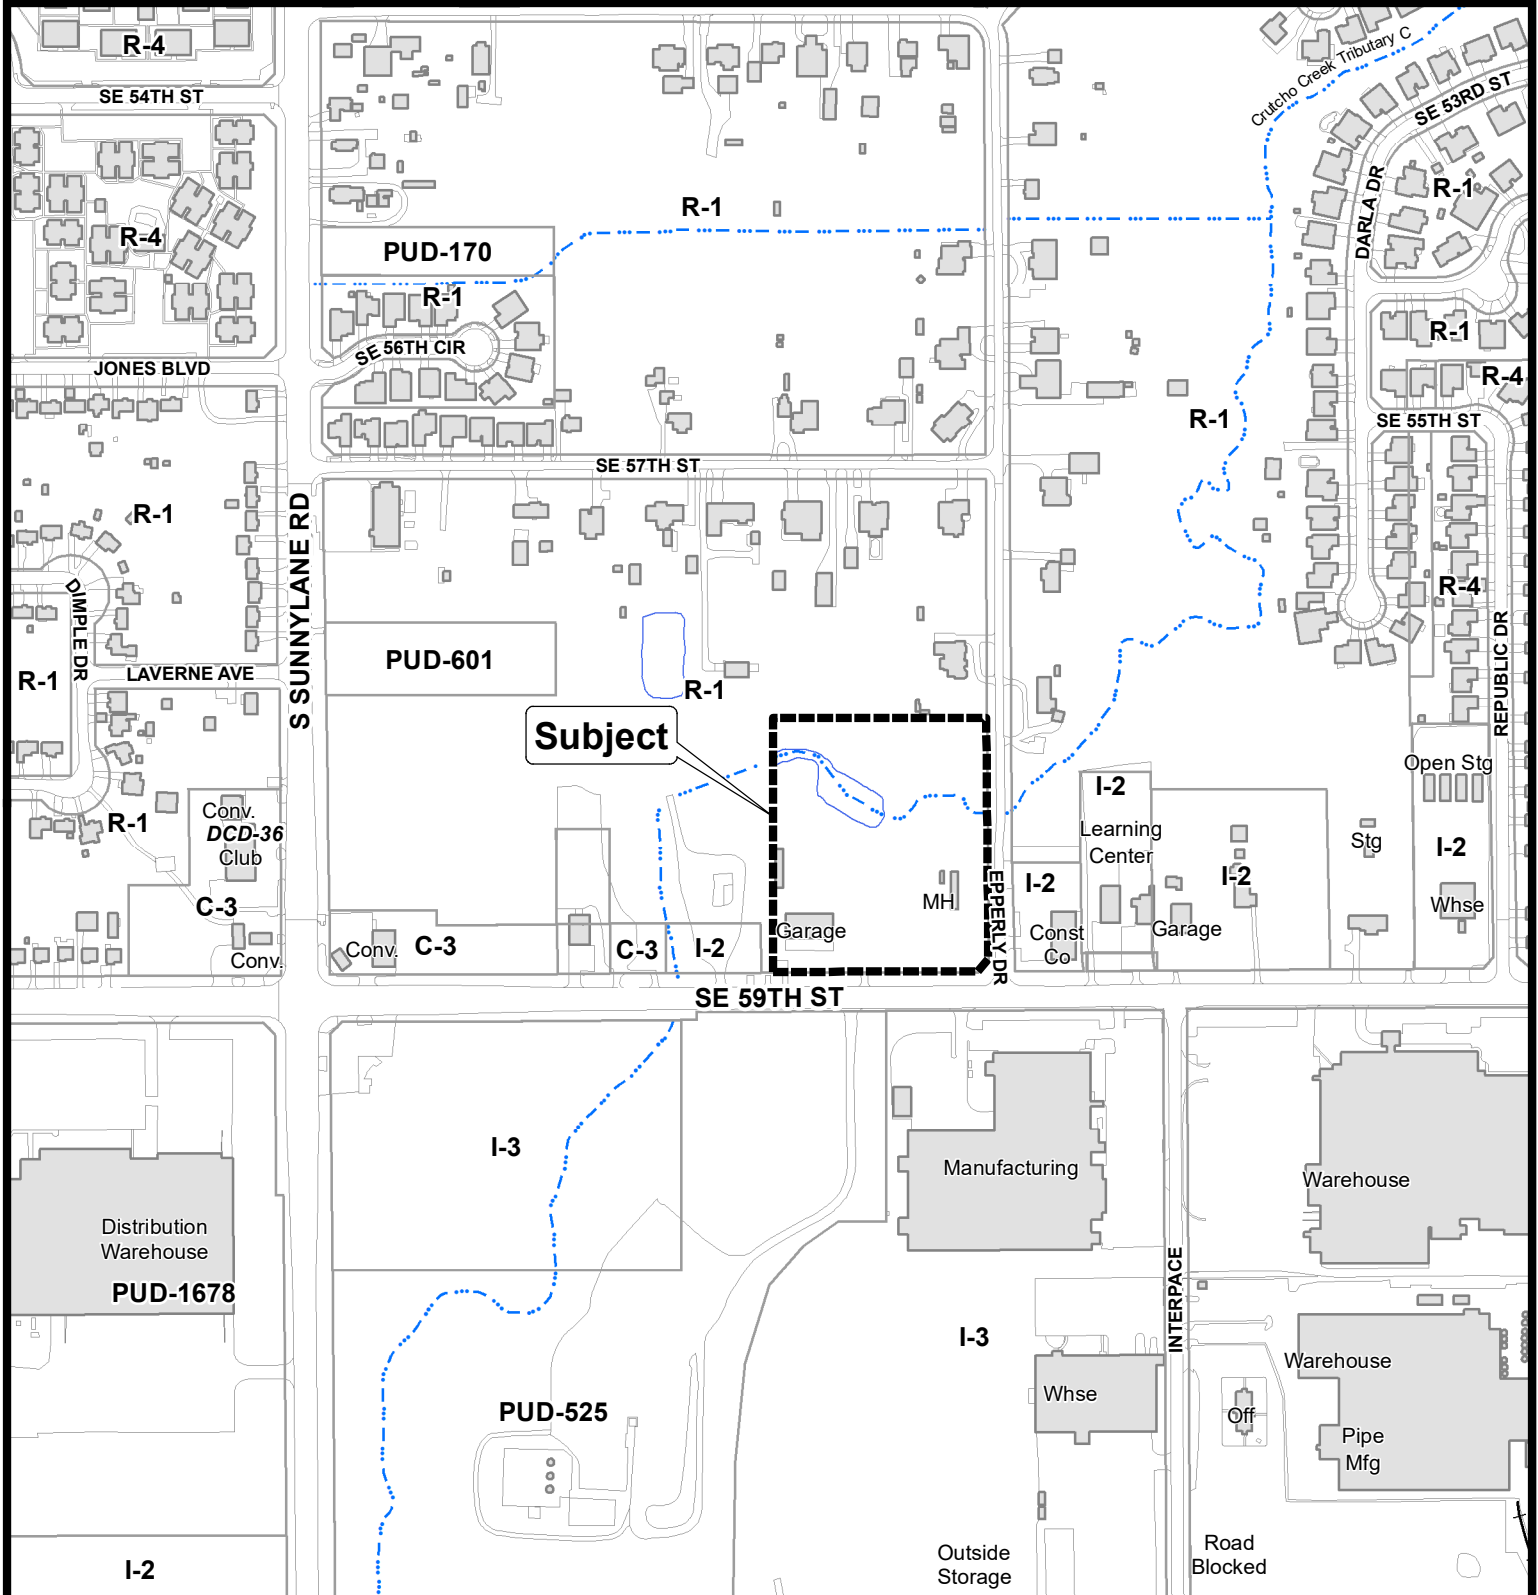 R-4
SE 54TH ST
Crutcho Creek Tributary C
SE 53RD ST
DARLA DR
R-1
R-1
R-4
PUD-170
R-1
R-1
SE 56TH CIR
JONES BLVD
R-4
R-1
SE 55TH ST
SE 57TH ST
R-1
S SUNNYLANE RD
DIMPLE DR
R-4
REPUBLIC DR
PUD-601
LAVERNE AVE
R-1
R-1
Subject
Open Stg
I-2
Conv.
DCD-36
Club
R-1
Learning
Center
Stg
I-2
I-2
I-2
MH
EPPERLY DR
Whse
C-3
Garage
Garage
Const
Co
Conv.
C-3
C-3
I-2
Conv.
SE 59TH ST
I-3
Manufacturing
Warehouse
Distribution
Warehouse
PUD-1678
INTERPACE
I-3
Warehouse
Whse
PUD-525
Off
Pipe
Mfg
Outside
Storage
Road
Blocked
I-2